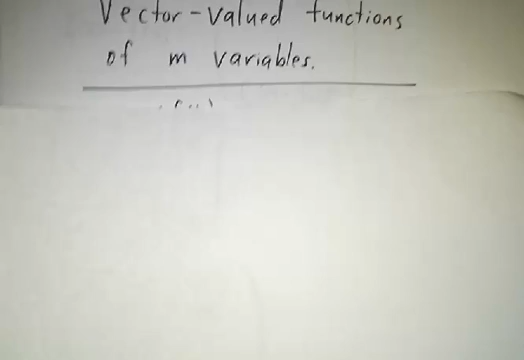 Vector-valued functions
of m variables.